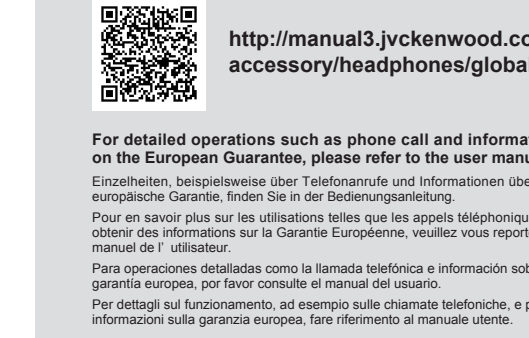 http://manual3.jvckenwood.co
accessory/headphones/globa
For detailed operations such as phone call and informat
on the European Guarantee, please refer to the user manu
Einzelheiten, beispielsweise über Telefonanrufe und Informationen übe
europäische Garantie, finden Sie in der Bedienungsanleitung.
Pour en savoir plus sur les utilisations telles que les appels téléphoniqu
obtenir des informations sur la Garantie Européenne, veuillez vous report
manuel de l' utilisateur.
Para operaciones detalladas como la llamada telefónica e información sob
garantía europea, por favor consulte el manual del usuario.
Per dettagli sul funzionamento, ad esempio sulle chiamate telefoniche, e p
informazioni sulla garanzia europea, fare riferimento al manuale utente.